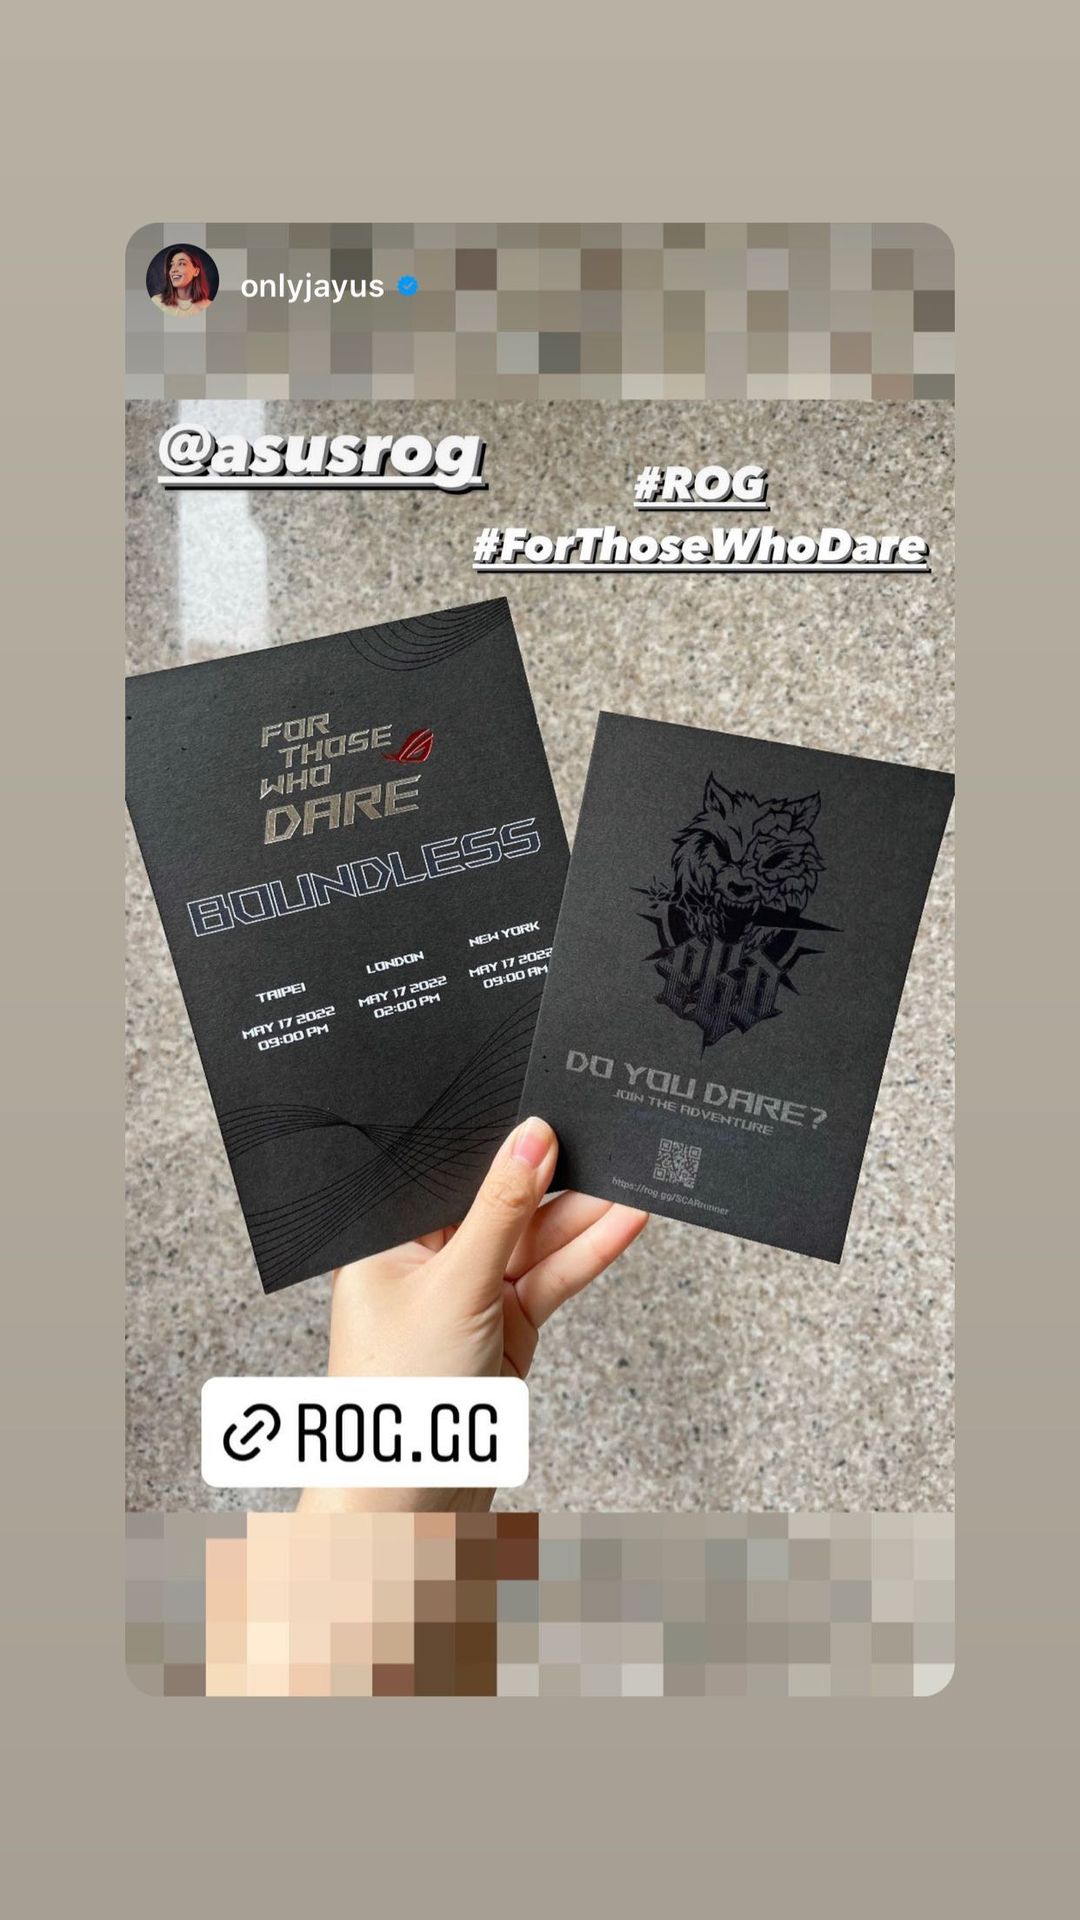 onlyjayus
@asusrog
#ROG
#ForThoseWhoDare
FOR
THOSE
WHO
DARE
BOUNDLESS
TAIPEI
MAY 17 2022
09:00 PM
LONDON
MAY 17 2022
02:00 PM
NEW YORK
MAY 17 2022
09:00 AM
DO YOU DARE?
JOIN THE ADVENTURE
https://rog.gg/SCARrunner
ROG.GG